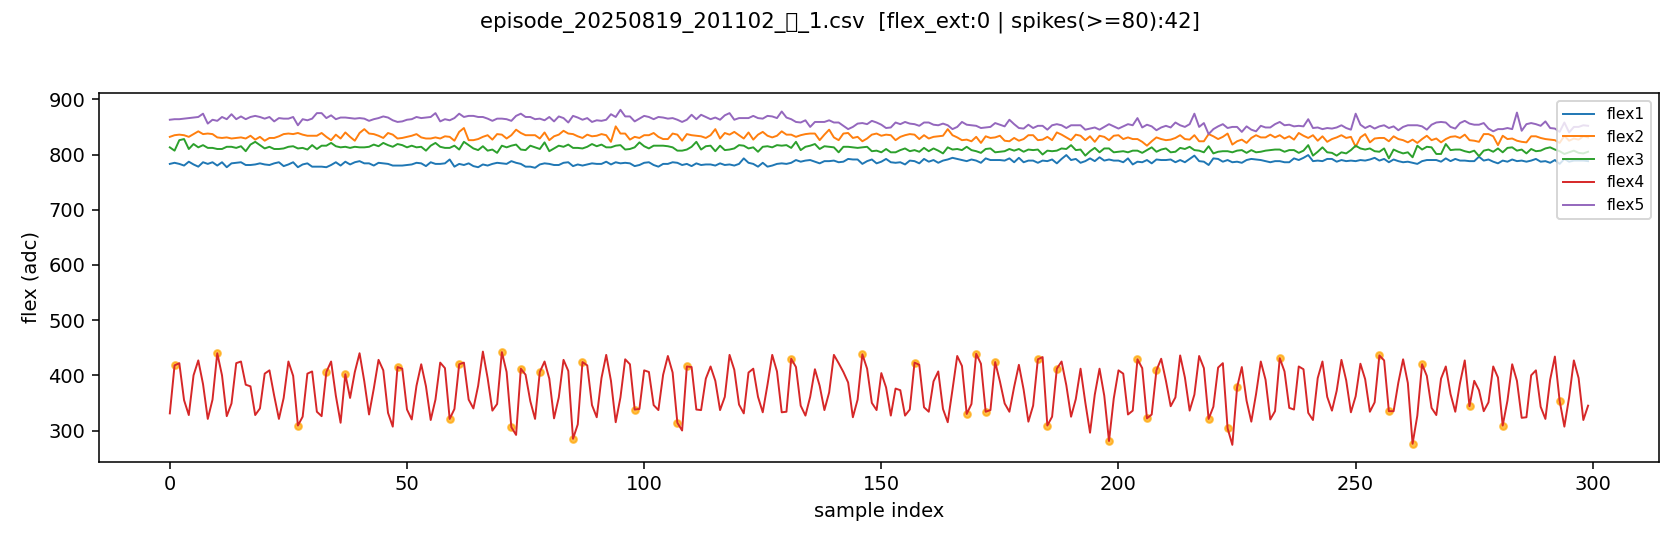 episode_20250819_201102_▯_1.csv [flex_ext:0 | spikes(>=80):42]
900
800
700
600
500
400
300
flex (adc)
0
50
100
150
200
250
300
sample index
flex1
flex2
flex3
flex4
flex5